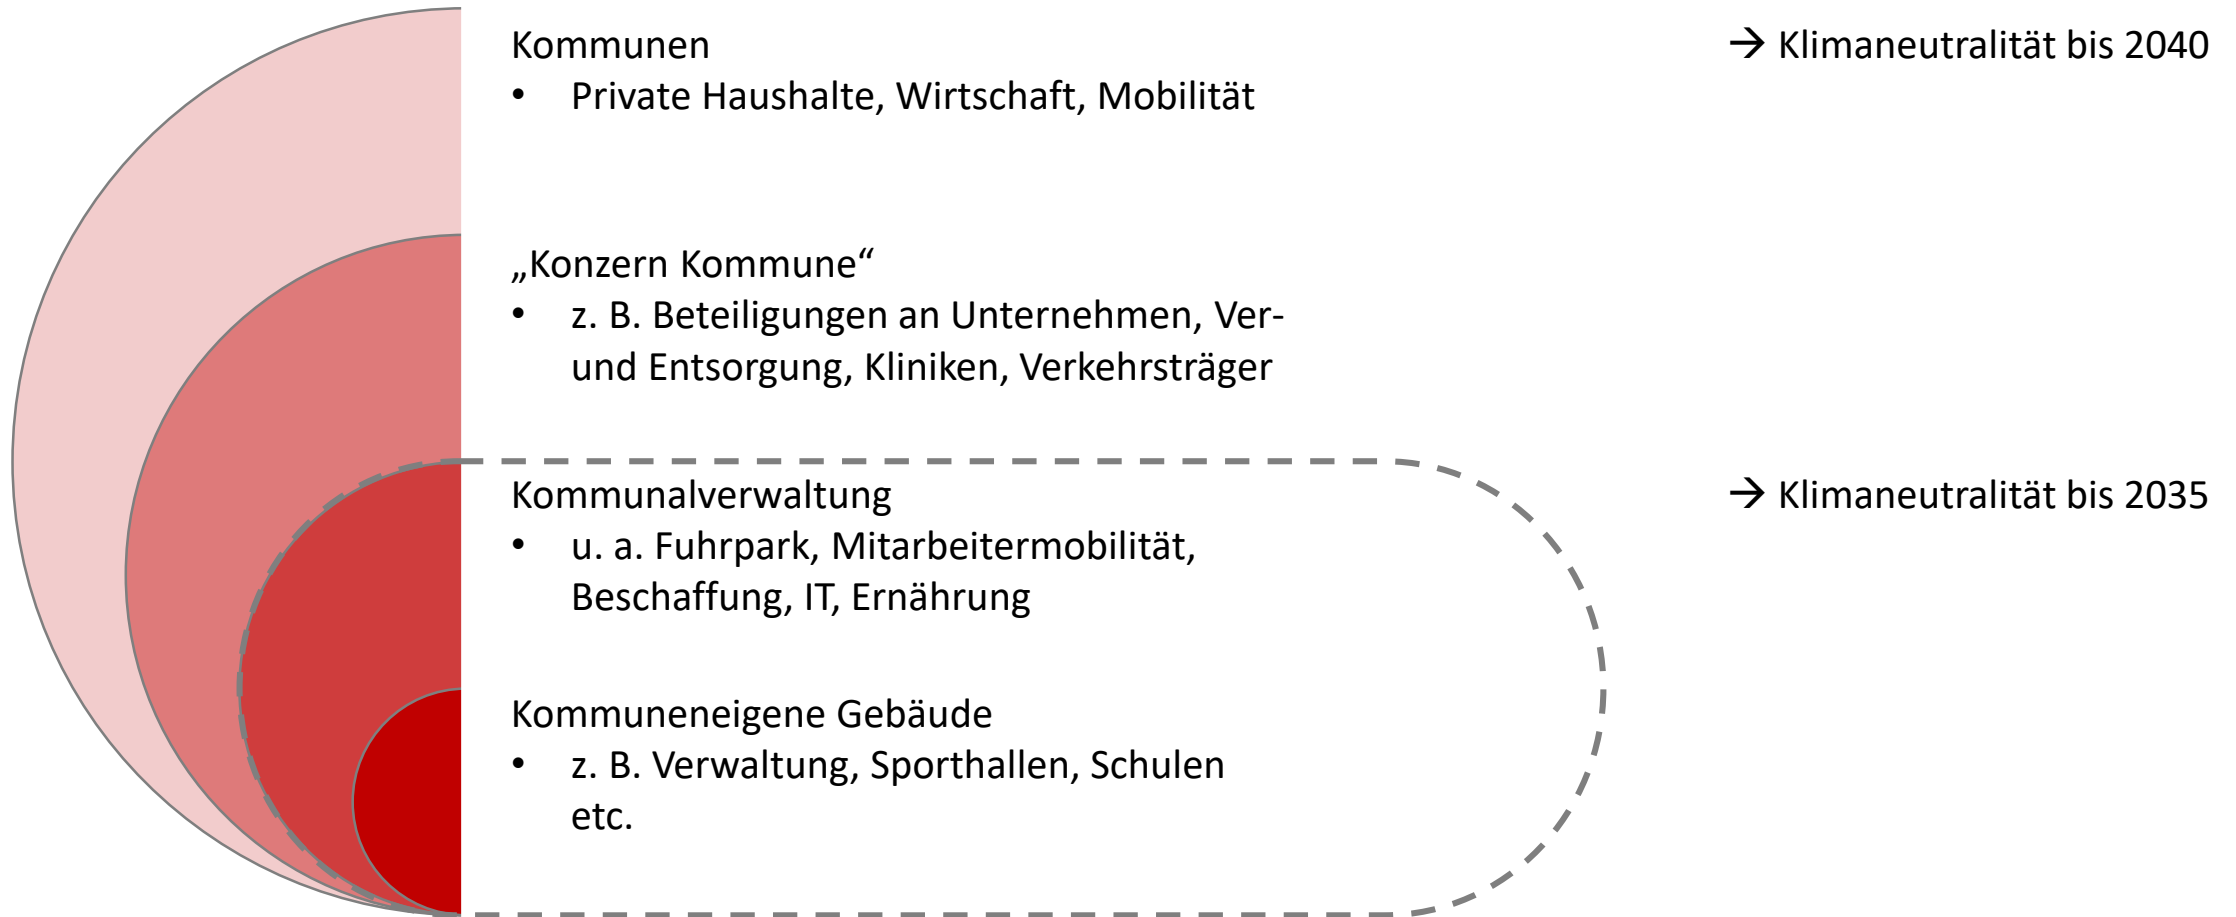 Kommunen
→ Klimaneutralität bis 2040
• Private Haushalte, Wirtschaft, Mobilität
„Konzern Kommune“
• z. B. Beteiligungen an Unternehmen, Ver-
und Entsorgung, Kliniken, Verkehrsträger
Kommunalverwaltung
→ Klimaneutralität bis 2035
• u. a. Fuhrpark, Mitarbeitermobilität,
Beschaffung, IT, Ernährung
Kommuneneigene Gebäude
• z. B. Verwaltung, Sporthallen, Schulen
etc.